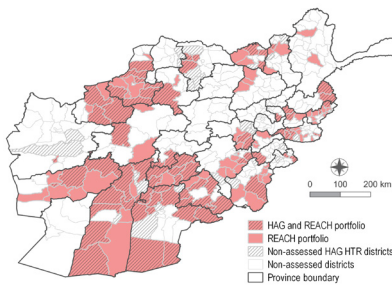 0 100 200 km
HAG and REACH portfolio
REACH portfolio
Non-assessed HAG HTR districts
Non-assessed districts
Province boundary